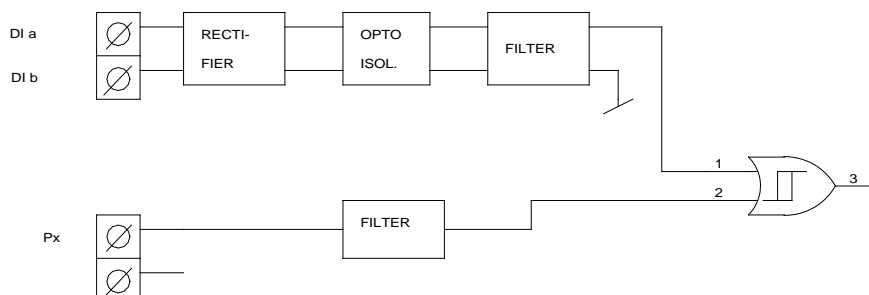 DI a
RECTI-
FIER
OPTO
ISOL.
FILTER
DI b
1
2
3
Px
FILTER